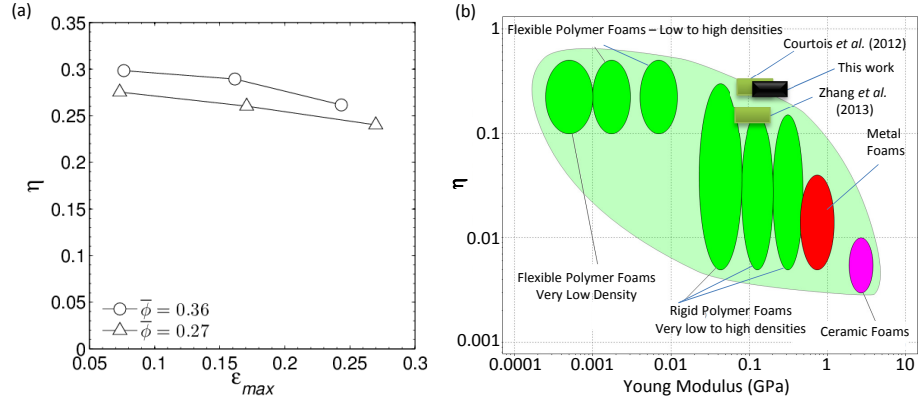 (a)
0.35
0.3
0.25
0.2
0.15
0.1
0.05
0
η
ϕ̅ = 0.36
ϕ̅ = 0.27
0.05 0.1 0.15 0.2 0.25 0.3
ε_max
(b)
1
0.1
0.01
0.001
η
Flexible Polymer Foams – Low to high densities
Courtois et al. (2012)
This work
Zhang et al.
(2013)
Metal
Foams
Flexible Polymer Foams
Very Low Density
Rigid Polymer Foams
Very low to high densities
Ceramic Foams
0.0001 0.001 0.01 0.1 1 10
Young Modulus (GPa)